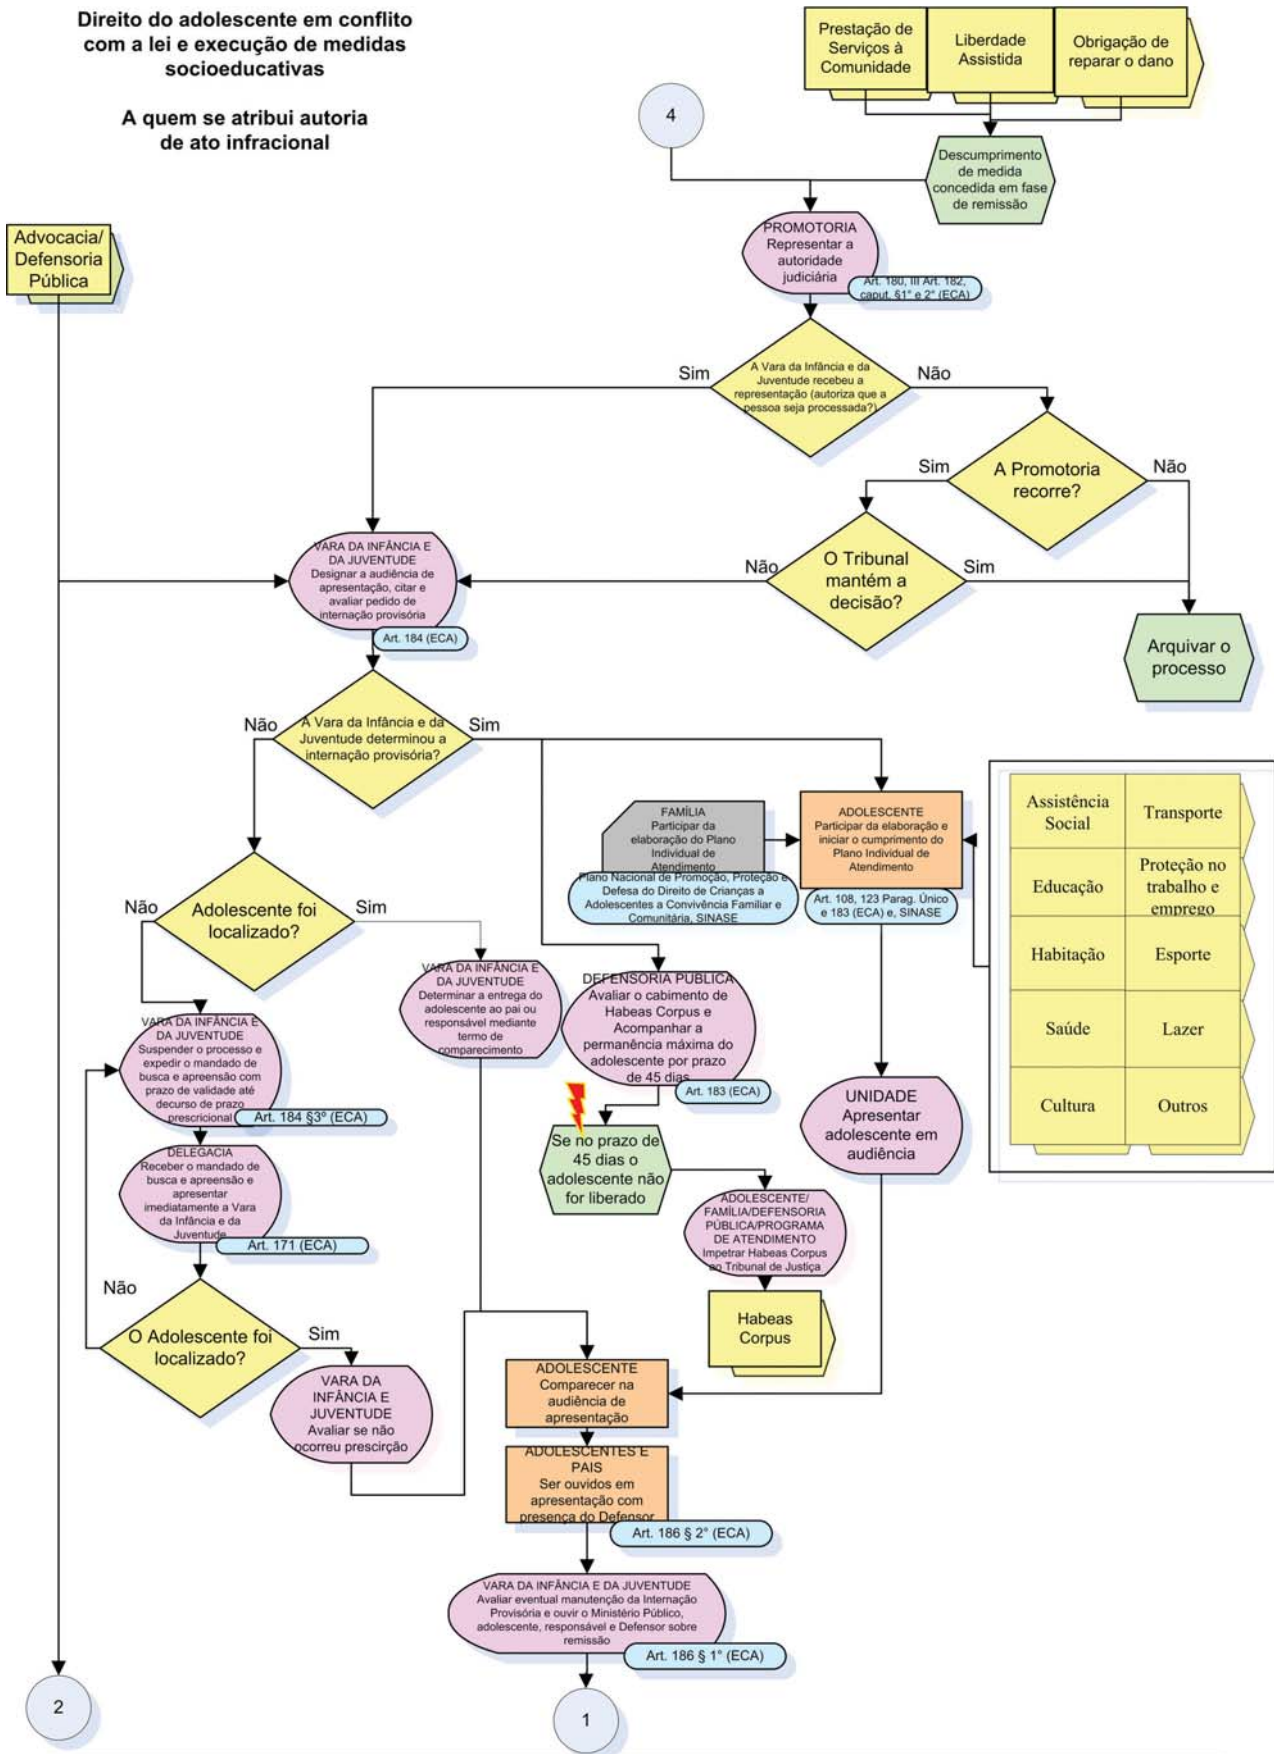 Direito do adolescente em conflito
com a lei e execução de medidas
socioeducativas
A quem se atribui autoria
de ato infracional
Prestação de
Serviços à
Comunidade
Liberdade
Assistida
Obrigação de
reparar o dano
4
Descumprimento
de medida
concedida em fase
de remissão
Advocacia/
Defensoria
Pública
PROMOTORIA
Representar a
autoridade
judiciária
Art. 180, III Art. 182,
caput, §1° e 2° (ECA)
Sim
A Vara da Infância e da
Juventude recebeu a
representação (autoriza que a
pessoa seja processada?)
Não
Sim
A Promotoria
recorre?
Não
VARA DA INFÂNCIA E
DA JUVENTUDE
Designar a audiência de
apresentação, citar e
avaliar pedido de
internação provisória
Art. 184 (ECA)
Não
O Tribunal
mantém a
decisão?
Sim
Arquivar o
processo
Não
A Vara da Infância e da
Juventude determinou a
internação provisória?
Sim
FAMÍLIA
Participar da
elaboração do Plano
Individual de
Atendimento
Plano Nacional de Promoção, Proteção e
Defesa do Direito de Crianças a
Adolescentes a Convivência Familiar e
Comunitária, SINASE
ADOLESCENTE
Participar da elaboração e
iniciar o cumprimento do
Plano Individual de
Atendimento
Art. 108, 123 Parag. Único
e 183 (ECA) e, SINASE
Assistência
Social
Transporte
Educação
Proteção no
trabalho e
emprego
Habitação
Esporte
Saúde
Lazer
Cultura
Outros
Não
Adolescente foi
localizado?
Sim
VARA DA INFÂNCIA E
DA JUVENTUDE
Determinar a entrega do
adolescente ao pai ou
responsável mediante
termo de
comparecimento
DEFENSORIA PUBLICA
Avaliar o cabimento de
Habeas Corpus e
Acompanhar a
permanência máxima do
adolescente por prazo
de 45 dias
Art. 183 (ECA)
VARA DA INFÂNCIA E
DA JUVENTUDE
Suspender o processo e
expedir o mandado de
busca e apreensão com
prazo de validade até
decurso de prazo
prescricional
Art. 184 §3º (ECA)
UNIDADE
Apresentar
adolescente em
audiência
Se no prazo de
45 dias o
adolescente não
for liberado
DELEGACIA
Receber o mandado de
busca e apreensão e
apresentar
imediatamente a Vara
da Infância e da
Juventude
Art. 171 (ECA)
ADOLESCENTE/
FAMÍLIA/DEFENSORIA
PÚBLICA/PROGRAMA
DE ATENDIMENTO
Impetrar Habeas Corpus
ao Tribunal de Justiça
Habeas
Corpus
Não
O Adolescente foi
localizado?
Sim
VARA DA
INFÂNCIA E
JUVENTUDE
Avaliar se não
ocorreu prescirção
ADOLESCENTE
Comparecer na
audiência de
apresentação
ADOLESCENTES E
PAIS
Ser ouvidos em
apresentação com
presença do Defensor
Art. 186 § 2° (ECA)
VARA DA INFÂNCIA E DA JUVENTUDE
Avaliar eventual manutenção da Internação
Provisória e ouvir o Ministério Público,
adolescente, responsável e Defensor sobre
remissão
Art. 186 § 1° (ECA)
2
1